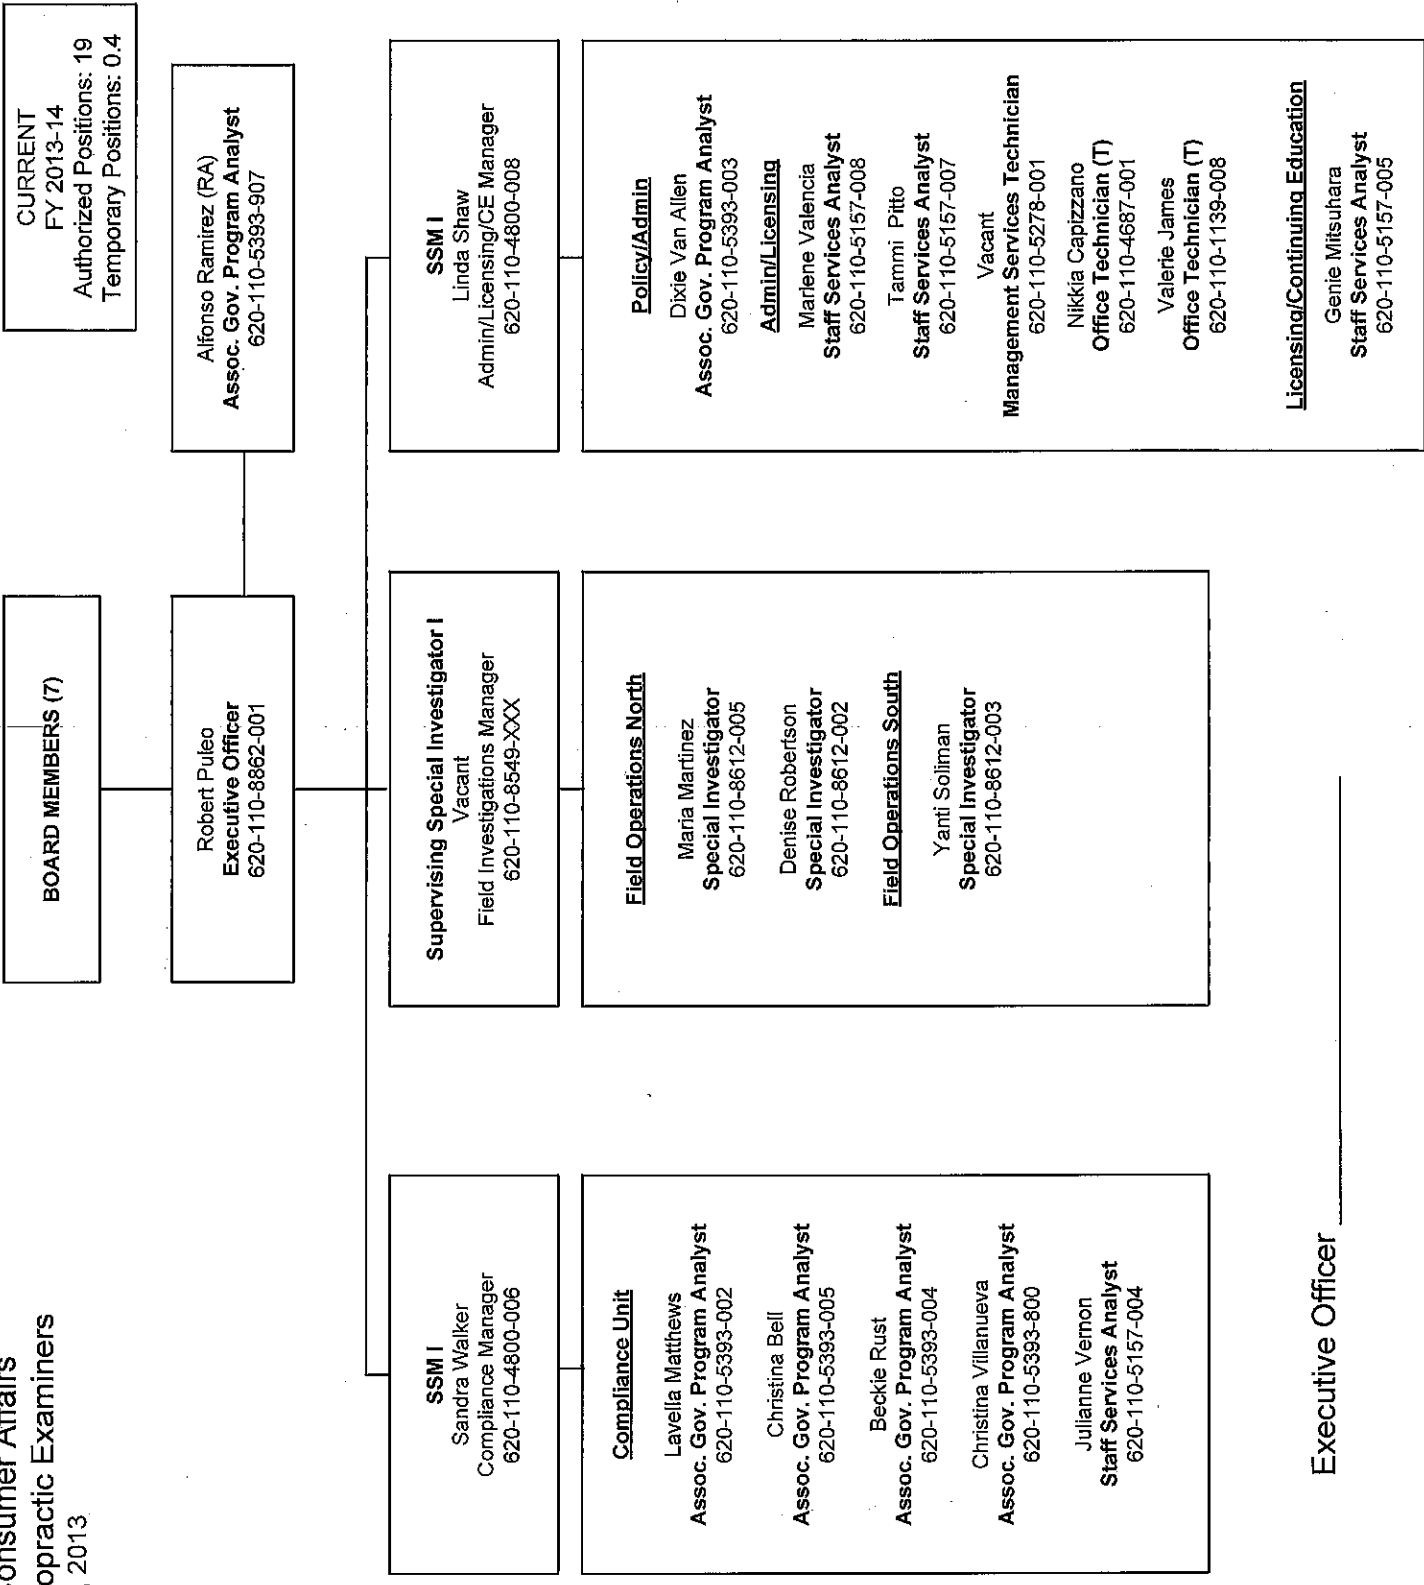 onsumer Affairs
opractic Examiners
, 2013
CURRENT
FY 2013-14
Authorized Positions: 19
Temporary Positions: 0.4
BOARD MEMBERS (7)
Robert Puleo
Executive Officer
620-110-8862-001
Alfonso Ramirez (RA)
Assoc. Gov. Program Analyst
620-110-5393-907
SSM I
Sandra Walker
Compliance Manager
620-110-4800-006
Supervising Special Investigator I
Vacant
Field Investigations Manager
620-110-8549-XXX
SSM I
Linda Shaw
Admin/Licensing/CE Manager
620-110-4800-008
Compliance Unit
Lavella Matthews
Assoc. Gov. Program Analyst
620-110-5393-002
Christina Bell
Assoc. Gov. Program Analyst
620-110-5393-005
Beckie Rust
Assoc. Gov. Program Analyst
620-110-5393-004
Christina Villanueva
Assoc. Gov. Program Analyst
620-110-5393-800
Julianne Vernon
Staff Services Analyst
620-110-5157-004
Field Operations North
Maria Martinez
Special Investigator
620-110-8612-005
Denise Robertson
Special Investigator
620-110-8612-002
Field Operations South
Yanti Soliman
Special Investigator
620-110-8612-003
Policy/Admin
Dixie Van Allen
Assoc. Gov. Program Analyst
620-110-5393-003
Admin/Licensing
Marlene Valencia
Staff Services Analyst
620-110-5157-008
Tammi Pitto
Staff Services Analyst
620-110-5157-007
Vacant
Management Services Technician
620-110-5278-001
Nikkia Capizzano
Office Technician (T)
620-110-4687-001
Valerie James
Office Technician (T)
620-110-1139-008
Licensing/Continuing Education
Genie Mitsuhara
Staff Services Analyst
620-110-5157-005
Executive Officer